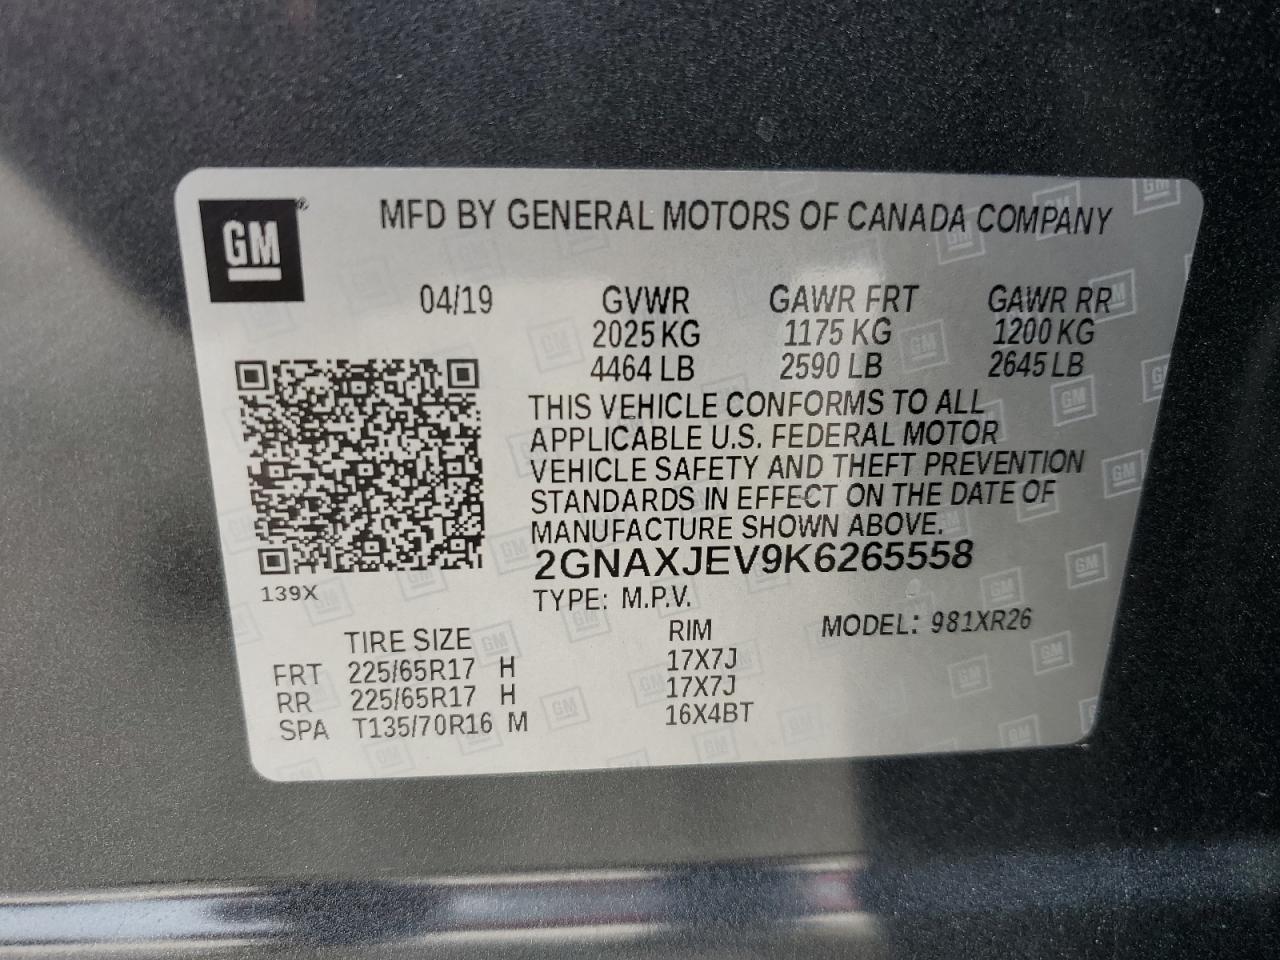 GM®
MFD BY GENERAL MOTORS OF CANADA COMPANY
04/19 GVWR GAWR FRT GAWR RR
2025 KG 1175 KG 1200 KG
4464 LB 2590 LB 2645 LB
THIS VEHICLE CONFORMS TO ALL
APPLICABLE U.S. FEDERAL MOTOR
VEHICLE SAFETY AND THEFT PREVENTION
STANDARDS IN EFFECT ON THE DATE OF
MANUFACTURE SHOWN ABOVE.
2GNAXJEV9K6265558
139X
TYPE: M.P.V.
MODEL: 981XR26
TIRE SIZE RIM
FRT 225/65R17 H 17X7J
RR 225/65R17 H 17X7J
SPA T135/70R16 M 16X4BT